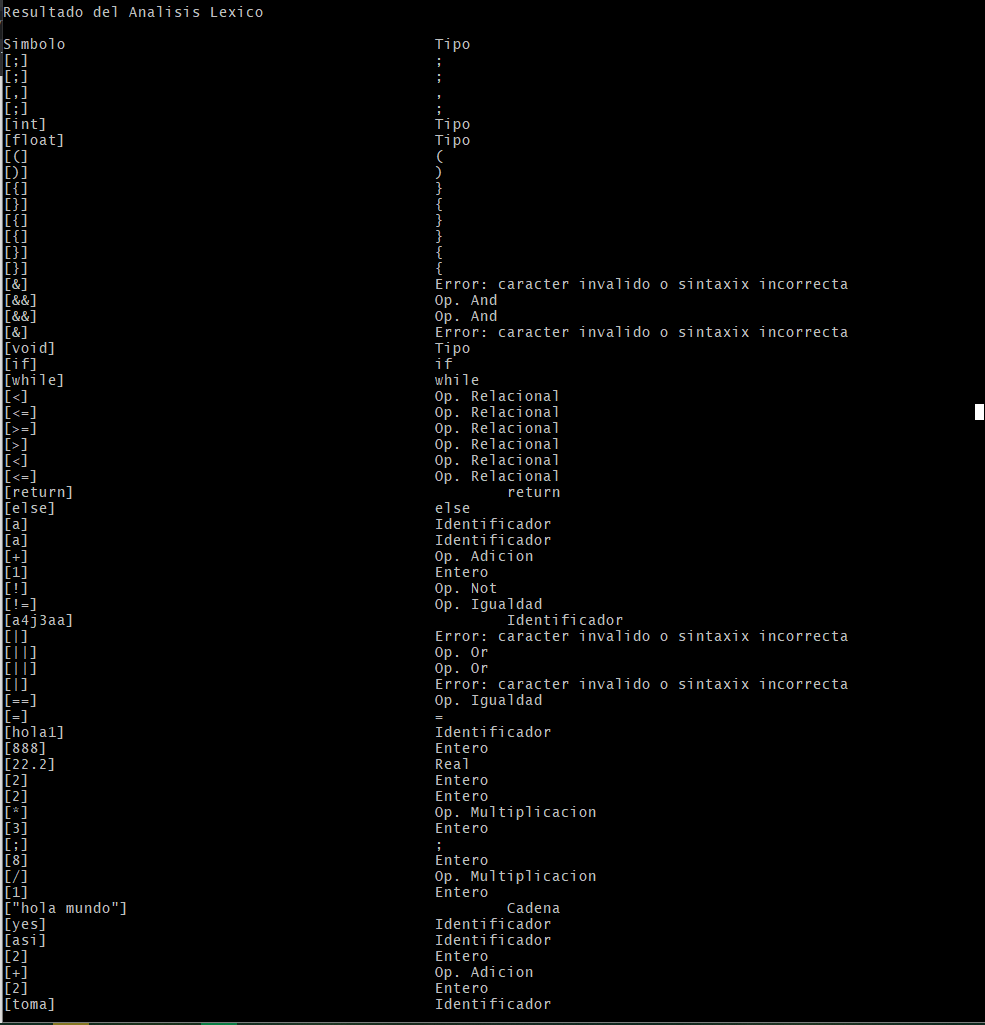 Resultado del Analisis Lexico
Simbolo Tipo
[;] ;
[;] ;
[,] ,
[;] ;
[int] Tipo
[float] Tipo
[(] (
[)] )
[{] }
[}] {
[{] }
[{] }
[}] {
[}] {
[&] Error: caracter invalido o sintaxix incorrecta
[&&] Op. And
[&&] Op. And
[&] Error: caracter invalido o sintaxix incorrecta
[void] Tipo
[if] if
[while] while
[<] Op. Relacional
[<=] Op. Relacional
[>=] Op. Relacional
[>] Op. Relacional
[<] Op. Relacional
[<=] Op. Relacional
[return] return
[else] else
[a] Identificador
[a] Identificador
[+] Op. Adicion
[1] Entero
[!] Op. Not
[!=] Op. Igualdad
[a4j3aa] Identificador
[|] Error: caracter invalido o sintaxix incorrecta
[||] Op. Or
[||] Op. Or
[|] Error: caracter invalido o sintaxix incorrecta
[==] Op. Igualdad
[=] =
[hola1] Identificador
[888] Entero
[22.2] Real
[2] Entero
[2] Entero
[*] Op. Multiplicacion
[3] Entero
[;] ;
[8] Entero
[/] Op. Multiplicacion
[1] Entero
["hola mundo"] Cadena
[yes] Identificador
[asi] Identificador
[2] Entero
[+] Op. Adicion
[2] Entero
[toma] Identificador